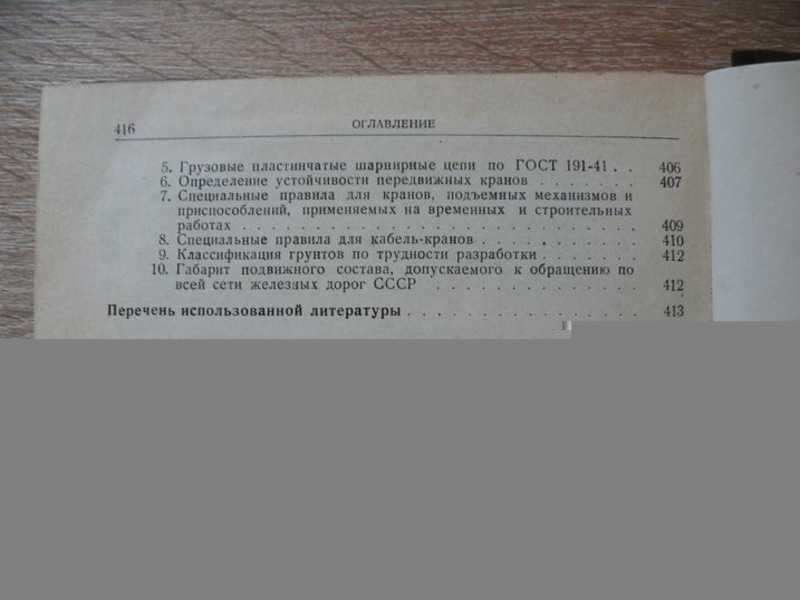 416 ОГЛАВЛЕНИЕ
5. Грузовые пластинчатые шарнирные цепи по ГОСТ 191-41 . . 406
6. Определение устойчивости передвижных кранов . . . . . . . 407
7. Специальные правила для кранов, подъемных механизмов и
приспособлений, применяемых на временных и строительных
работах . . . . . . . . . . . . . . . . . . . . . . . . 409
8. Специальные правила для кабель-кранов . . . . . . . . . . 410
9. Классификация грунтов по трудности разработки . . . . . . 412
10. Габарит подвижного состава, допускаемого к обращению по
всей сети железных дорог СССР . . . . . . . . . . . . . 412
Перечень использованной литературы . . . . . . . . . . . . . . 413